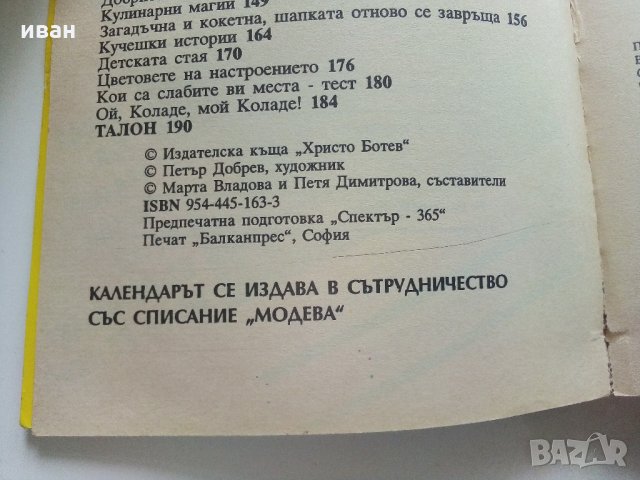 иван
Кулинарни магии 149
Загадъчна и кокетна, шапката отново се завръща 156
Кучешки истории 164
Детската стая 170
Цветовете на настроението 176
Кои са слабите ви места - тест 180
Ой, Коладе, мой Коладе! 184
ТАЛОН 190
© Издателска къща „Христо Ботев“
© Петър Добрев, художник
© Марта Владова и Петя Димитрова, съставители
ISBN 954-445-163-3
Предпечатна подготовка „Спектър - 365“
Печат „Балканпрес“, София
КАЛЕНДАРЪТ СЕ ИЗДАВА В СЪТРУДНИЧЕСТВО
СЪС СПИСАНИЕ „МОДЕВА“
BAZAR